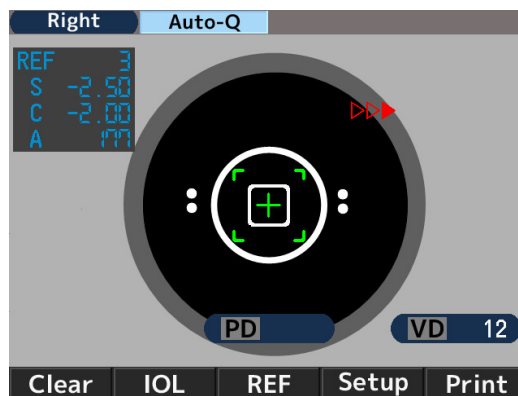 Right Auto-Q
REF 3
S -2.50
C -2.00
A 177
PD
VD 12
Clear IOL REF Setup Print